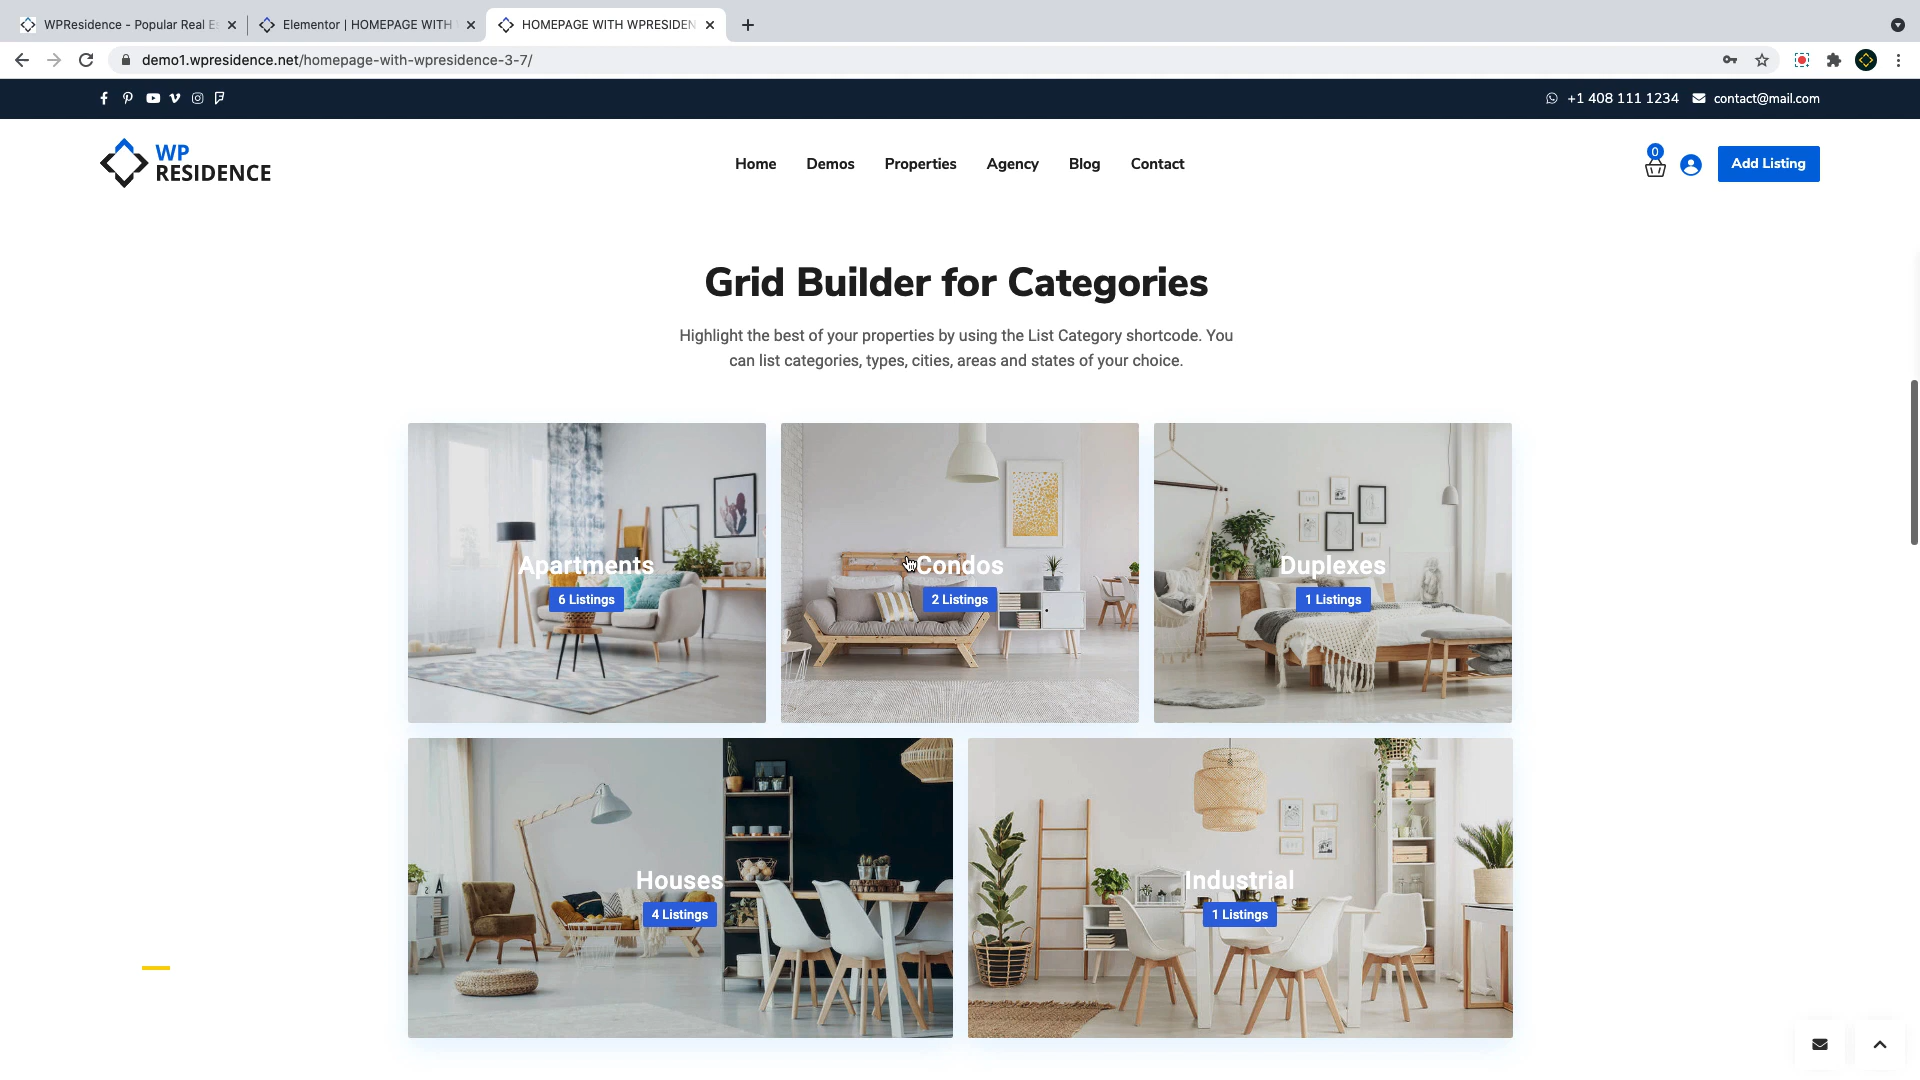 WPResidence - Popular Real Es
Elementor | HOMEPAGE WITH
HOMEPAGE WITH WPRESIDEN
demo1.wpresidence.net/homepage-with-wpresidence-3-7/
+1 408 111 1234
contact@mail.com
WP
RESIDENCE
Home
Demos
Properties
Agency
Blog
Contact
0
Add Listing
Grid Builder for Categories
Highlight the best of your properties by using the List Category shortcode. You
can list categories, types, cities, areas and states of your choice.
Apartments
6 Listings
Condos
2 Listings
Duplexes
1 Listings
Houses
4 Listings
Industrial
1 Listings